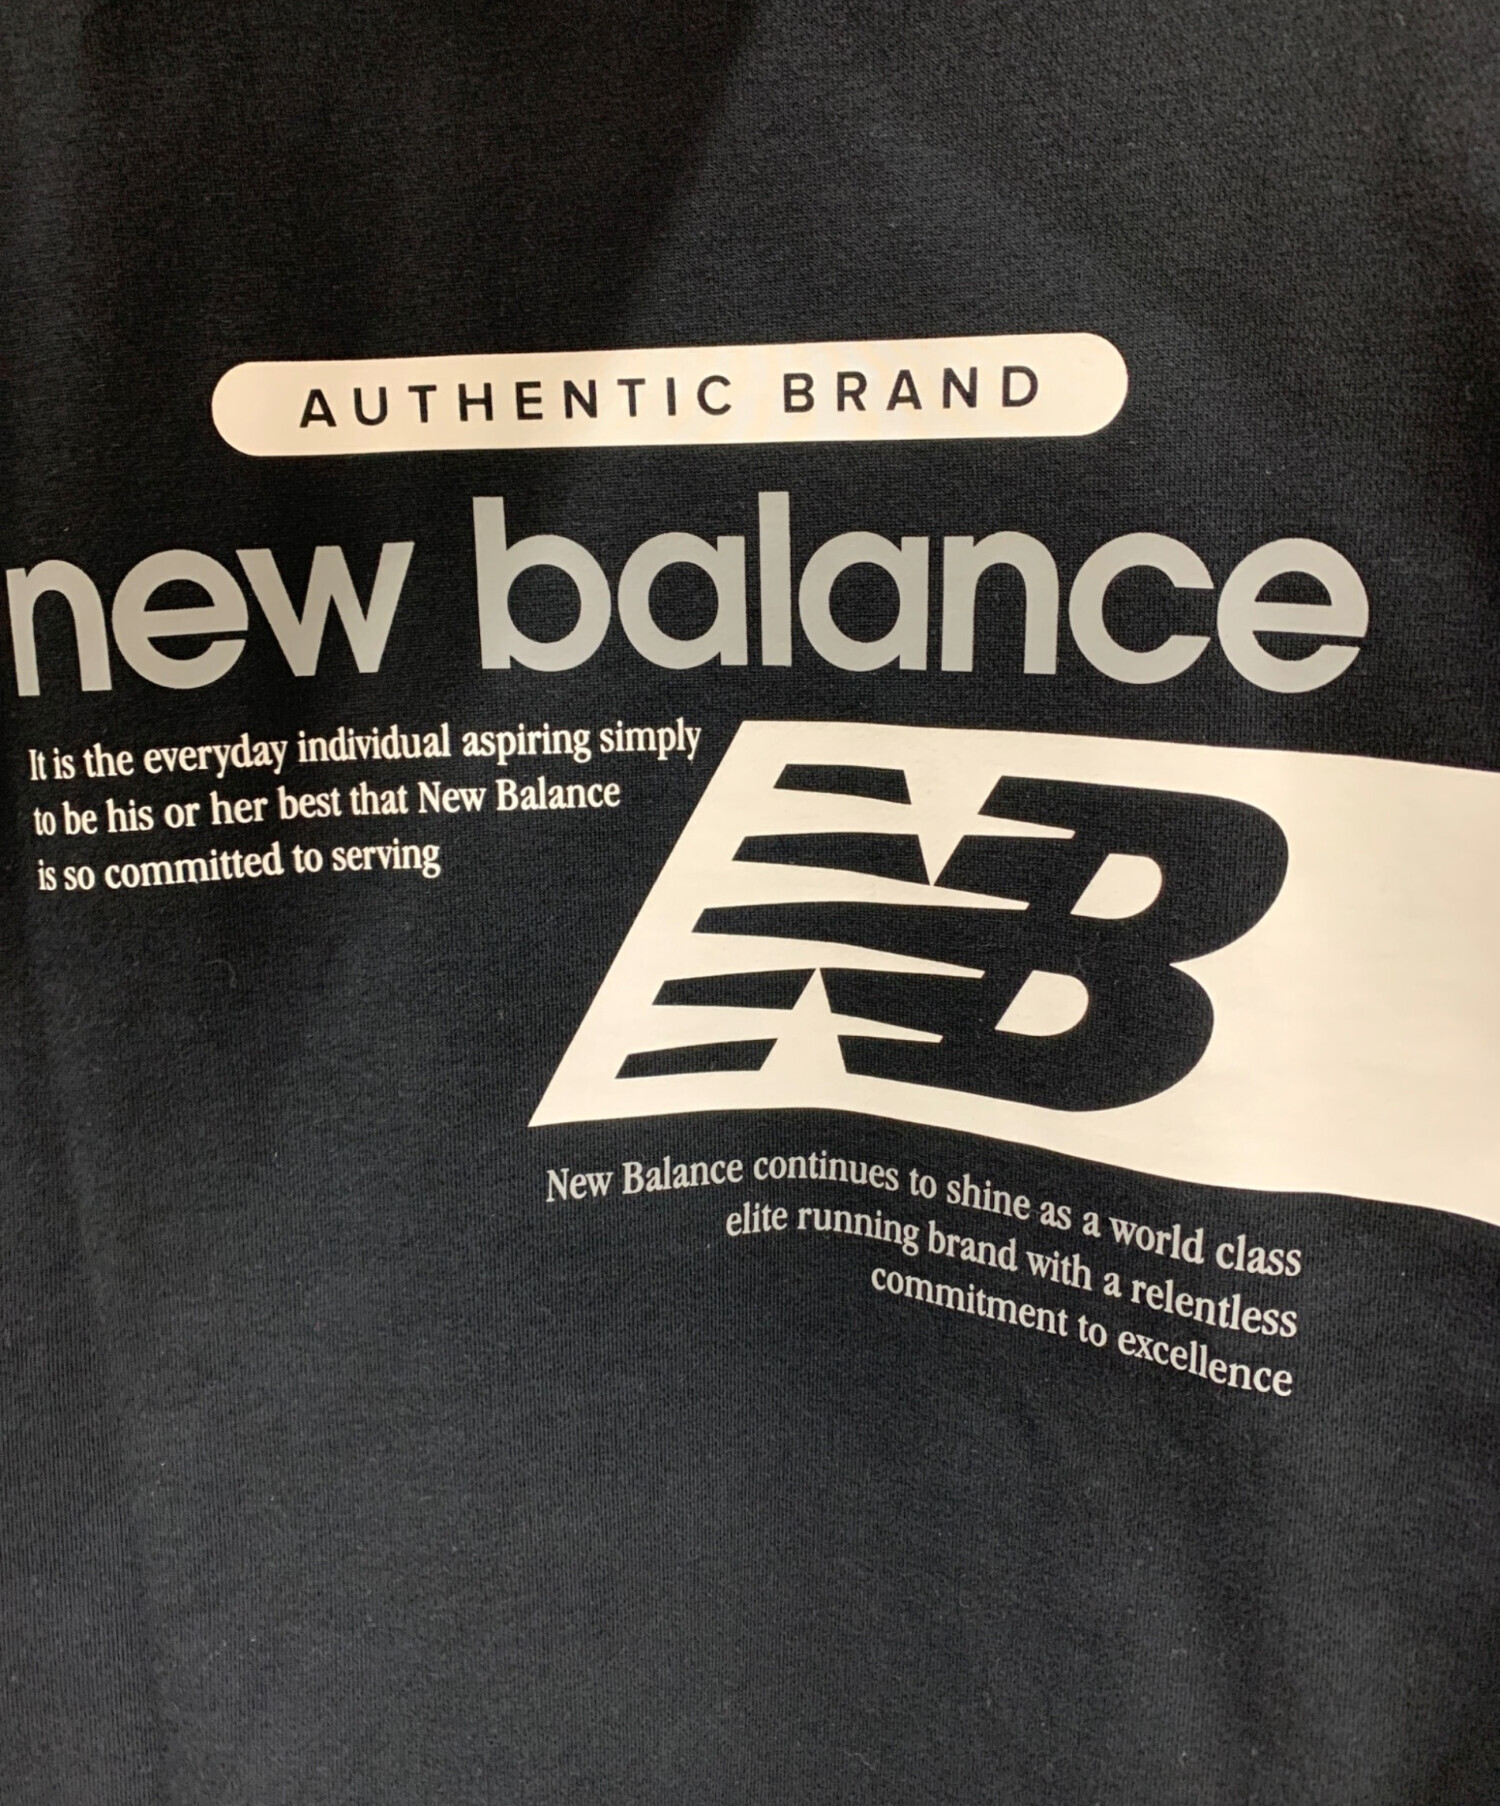 AUTHENTIC BRAND
new balance
It is the everyday individual aspiring simply
to be his or her best that New Balance
is so committed to serving
NB
New Balance continues to shine as a world class
elite running brand with a relentless
commitment to excellence